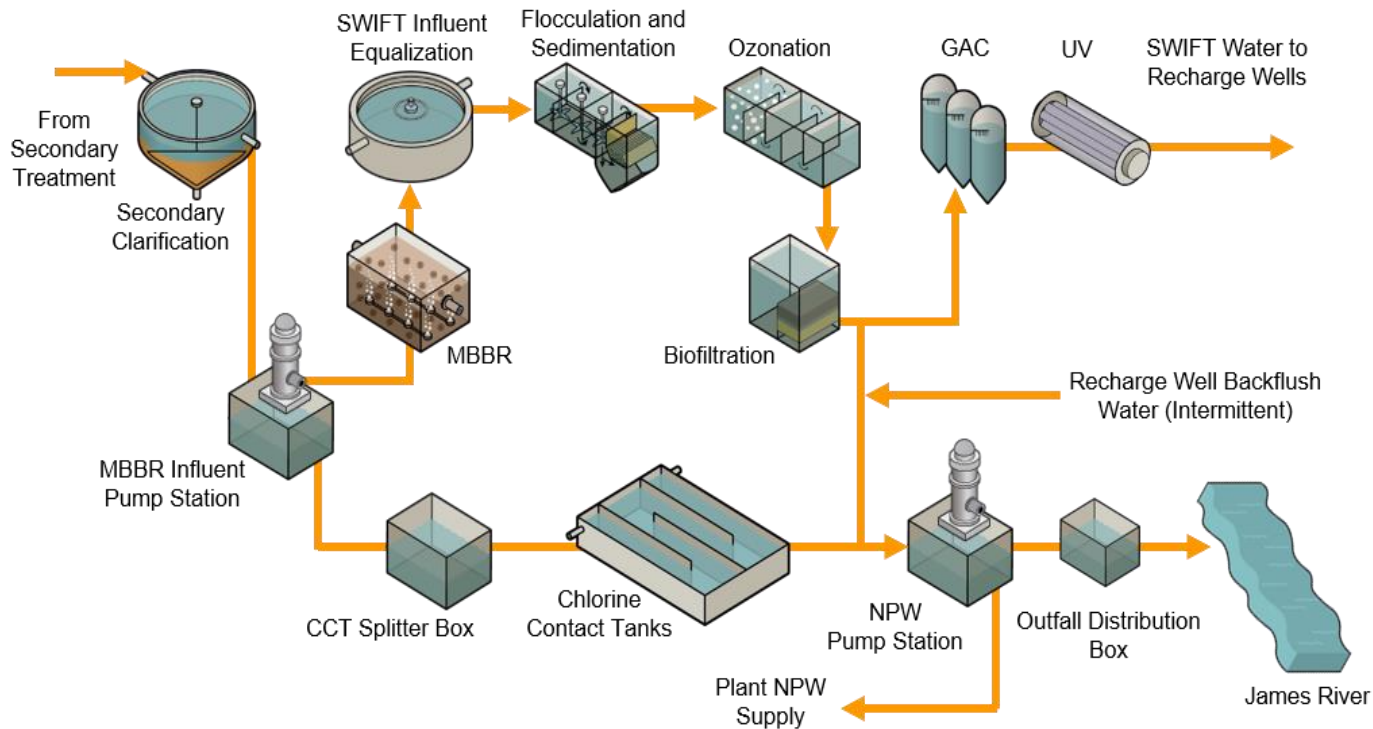 SWIFT Influent
Equalization
Flocculation and
Sedimentation
Ozonation
GAC
UV
SWIFT Water to
Recharge Wells
From
Secondary
Treatment
Secondary
Clarification
MBBR
Biofiltration
Recharge Well Backflush
Water (Intermittent)
MBBR Influent
Pump Station
CCT Splitter Box
Chlorine
Contact Tanks
NPW
Pump Station
Outfall Distribution
Box
James River
Plant NPW
Supply